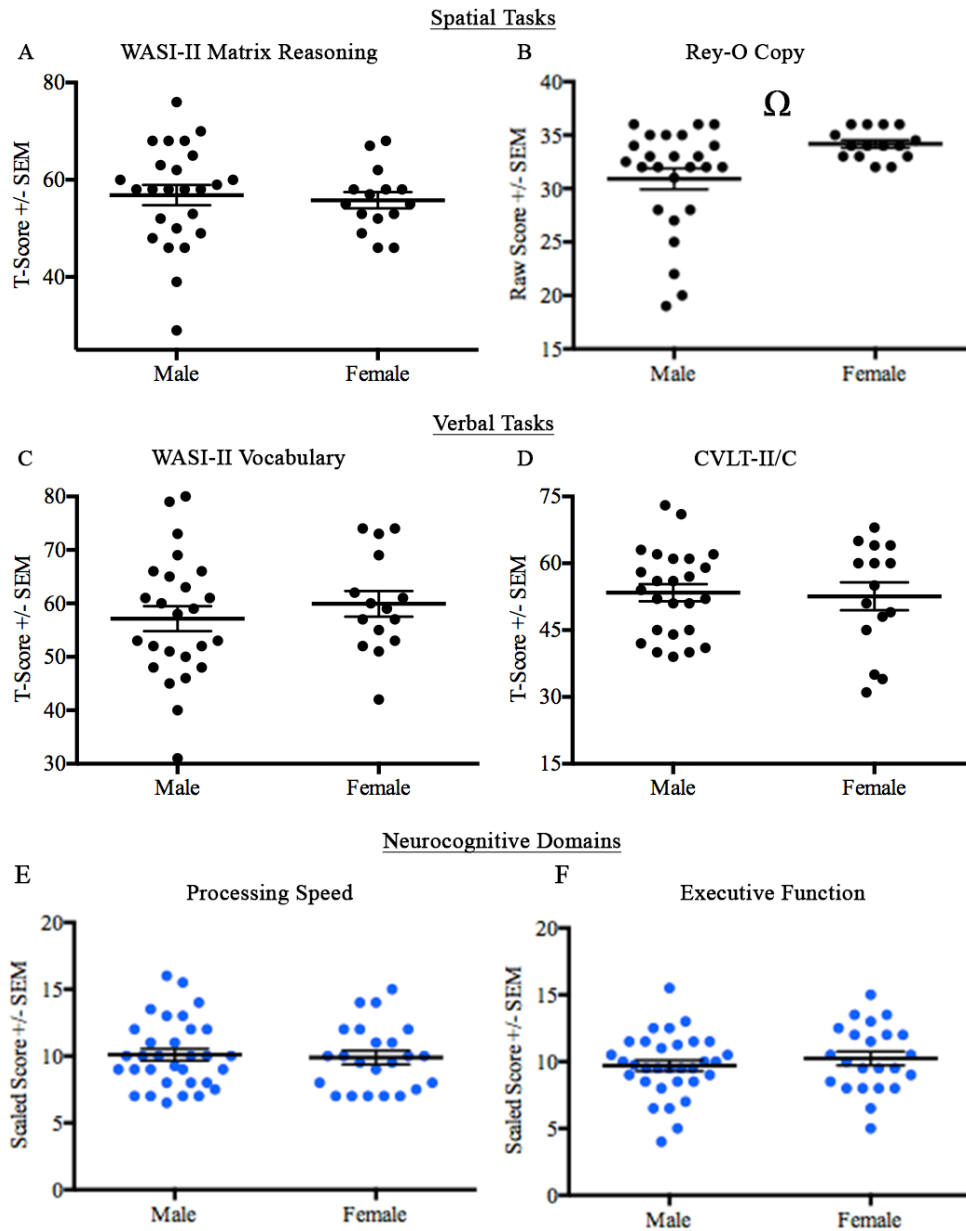 Spatial Tasks
A
WASI-II Matrix Reasoning
T-Score +/- SEM
80
60
40
Male
Female
B
Rey-O Copy
Ω
Raw Score +/- SEM
40
35
30
25
20
15
Male
Female
Verbal Tasks
C
WASI-II Vocabulary
T-Score +/- SEM
80
70
60
50
40
30
Male
Female
D
CVLT-II/C
T-Score +/- SEM
75
60
45
30
15
Male
Female
Neurocognitive Domains
E
Processing Speed
Scaled Score +/- SEM
20
15
10
5
0
Male
Female
F
Executive Function
Scaled Score +/- SEM
20
15
10
5
0
Male
Female